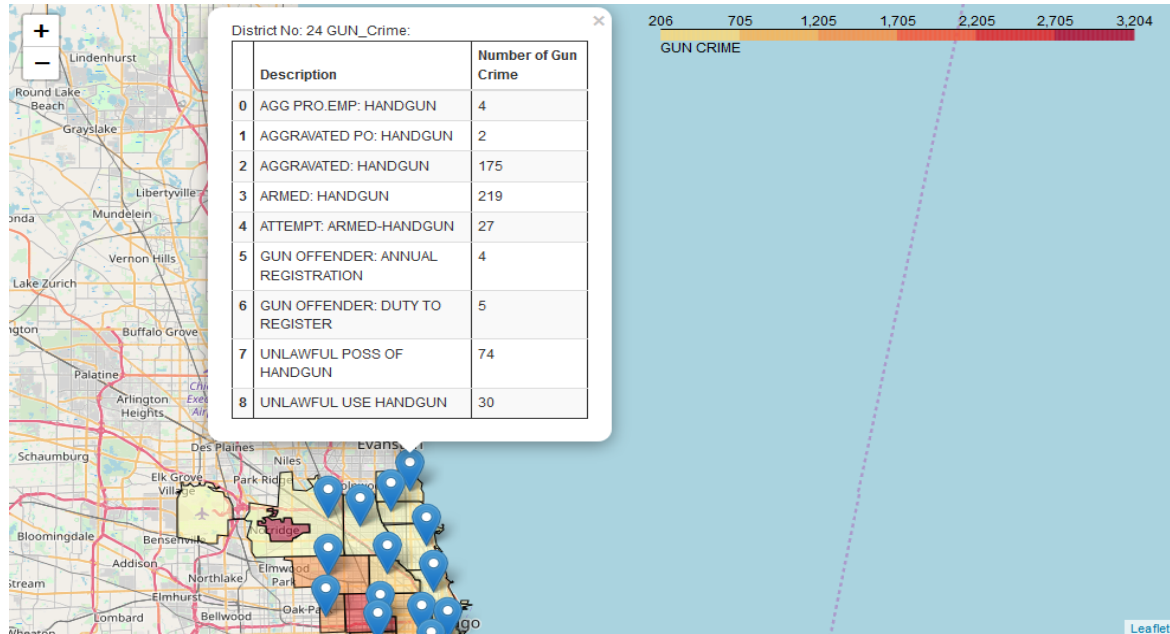 +
−
District No: 24 GUN_Crime:
×
Description Number of Gun Crime
0 AGG PRO.EMP: HANDGUN 4
1 AGGRAVATED PO: HANDGUN 2
2 AGGRAVATED: HANDGUN 175
3 ARMED: HANDGUN 219
4 ATTEMPT: ARMED-HANDGUN 27
5 GUN OFFENDER: ANNUAL REGISTRATION 4
6 GUN OFFENDER: DUTY TO REGISTER 5
7 UNLAWFUL POSS OF HANDGUN 74
8 UNLAWFUL USE HANDGUN 30
206 705 1,205 1,705 2,205 2,705 3,204
GUN CRIME
Lindenhurst
Round Lake
Beach
Grayslake
Libertyville
Mundelein
Vernon Hills
Lake Zurich
Buffalo Grove
Palatine
Arlington
Heights
Des Plaines
Niles
Schaumburg
Elk Grove
Village
Park Ridge
Bloomingdale
Addison
Northlake
Elmwood
Park
Elmhurst
Lombard
Bellwood
Leaflet